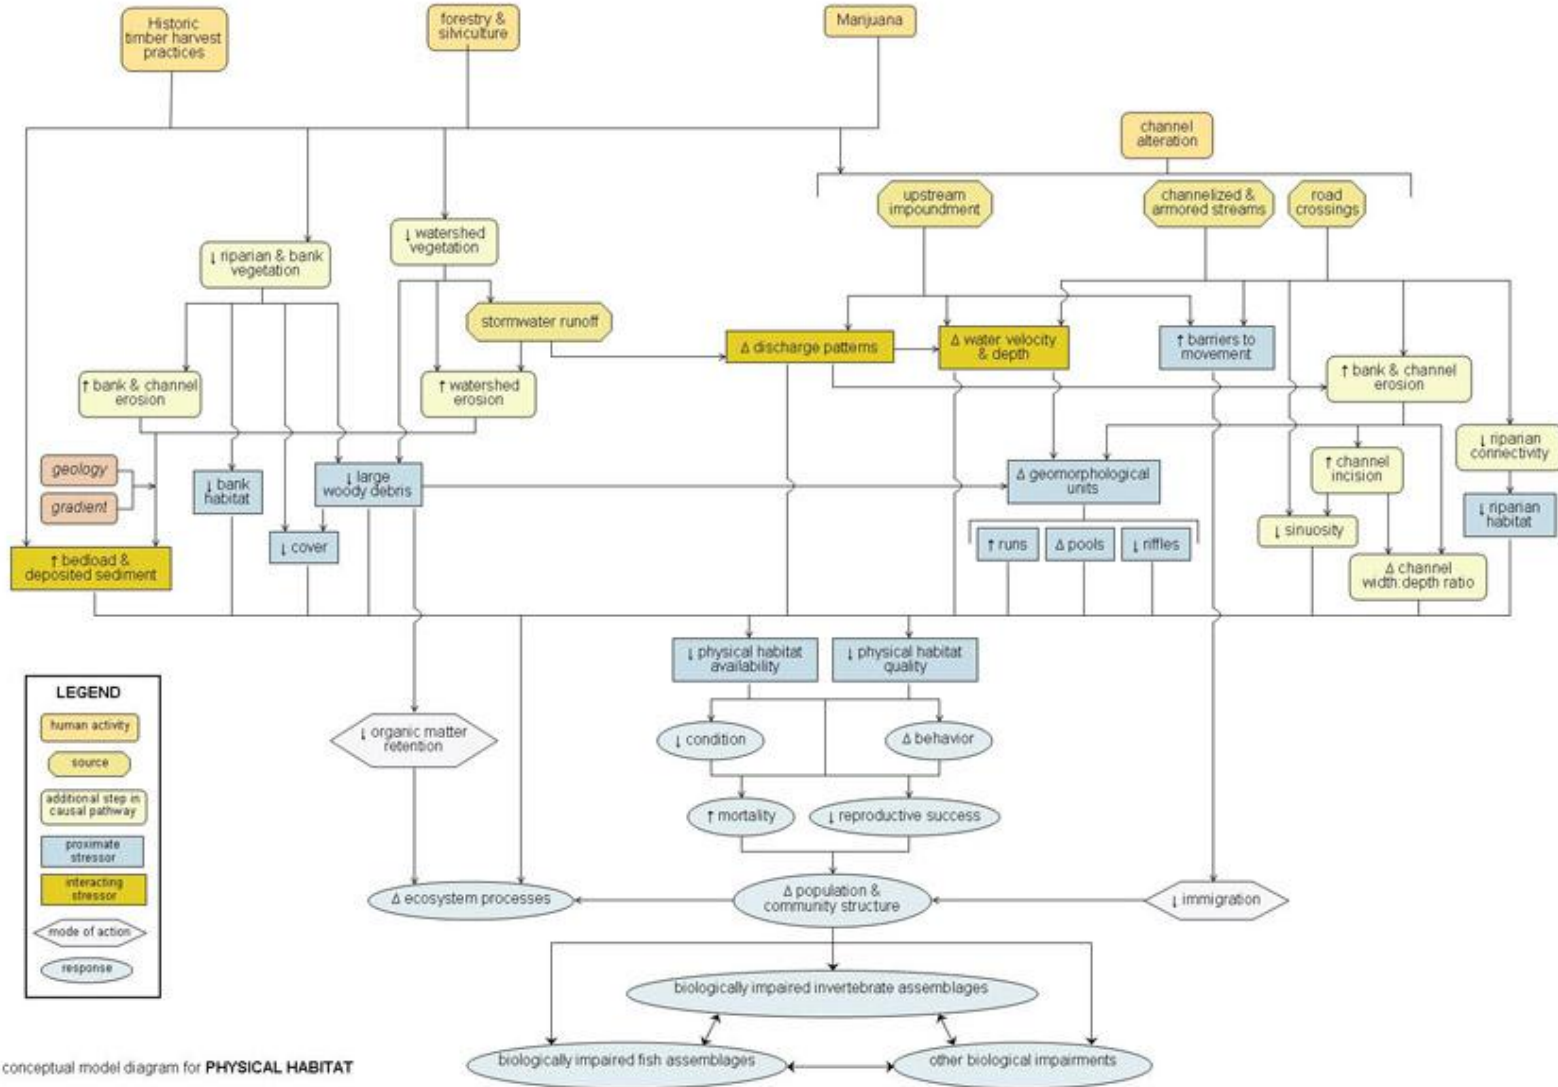 Historic
timber harvest
practices
forestry &
silviculture
Marijuana
channel
alteration
upstream
impoundment
channelized &
armored streams
road
crossings
↓ watershed
vegetation
↓ riparian & bank
vegetation
stormwater runoff
Δ discharge patterns
Δ water velocity
& depth
↑ barriers to
movement
↑ bank & channel
erosion
↑ bank & channel
erosion
↑ watershed
erosion
↓ riparian
connectivity
geology
gradient
↓ bank
habitat
↓ large
woody debris
Δ geomorphological
units
↑ channel
incision
↓ riparian
habitat
↓ cover
↑ runs
Δ pools
↓ riffles
↓ sinuosity
↑ bedload &
deposited sediment
Δ channel
width:depth ratio
↓ physical habitat
availability
↓ physical habitat
quality
↓ organic matter
retention
↓ condition
Δ behavior
↑ mortality
↓ reproductive success
Δ ecosystem processes
Δ population &
community structure
↓ immigration
biologically impaired invertebrate assemblages
biologically impaired fish assemblages
other biological impairments
LEGEND
human activity
source
additional step in
causal pathway
proximate
stressor
interacting
stressor
mode of action
response
conceptual model diagram for PHYSICAL HABITAT